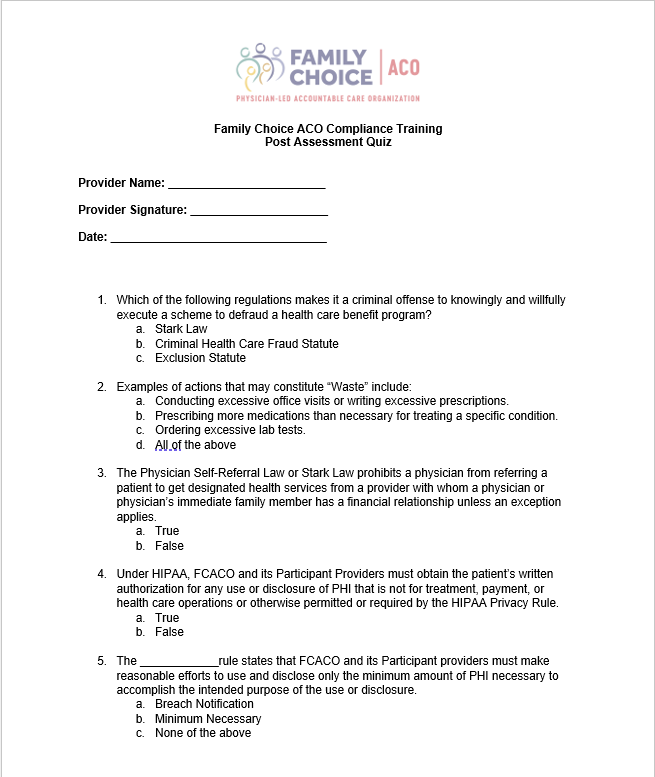 FAMILY
CHOICE
ACO
PHYSICIAN-LED ACCOUNTABLE CARE ORGANIZATION
Family Choice ACO Compliance Training
Post Assessment Quiz
Provider Name: ________________________
Provider Signature: _____________________
Date: _________________________________
1. Which of the following regulations makes it a criminal offense to knowingly and willfully
execute a scheme to defraud a health care benefit program?
a. Stark Law
b. Criminal Health Care Fraud Statute
c. Exclusion Statute
2. Examples of actions that may constitute “Waste” include:
a. Conducting excessive office visits or writing excessive prescriptions.
b. Prescribing more medications than necessary for treating a specific condition.
c. Ordering excessive lab tests.
d. All of the above
3. The Physician Self-Referral Law or Stark Law prohibits a physician from referring a
patient to get designated health services from a provider with whom a physician or
physician’s immediate family member has a financial relationship unless an exception
applies.
a. True
b. False
4. Under HIPAA, FCACO and its Participant Providers must obtain the patient’s written
authorization for any use or disclosure of PHI that is not for treatment, payment, or
health care operations or otherwise permitted or required by the HIPAA Privacy Rule.
a. True
b. False
5. The ____________rule states that FCACO and its Participant providers must make
reasonable efforts to use and disclose only the minimum amount of PHI necessary to
accomplish the intended purpose of the use or disclosure.
a. Breach Notification
b. Minimum Necessary
c. None of the above